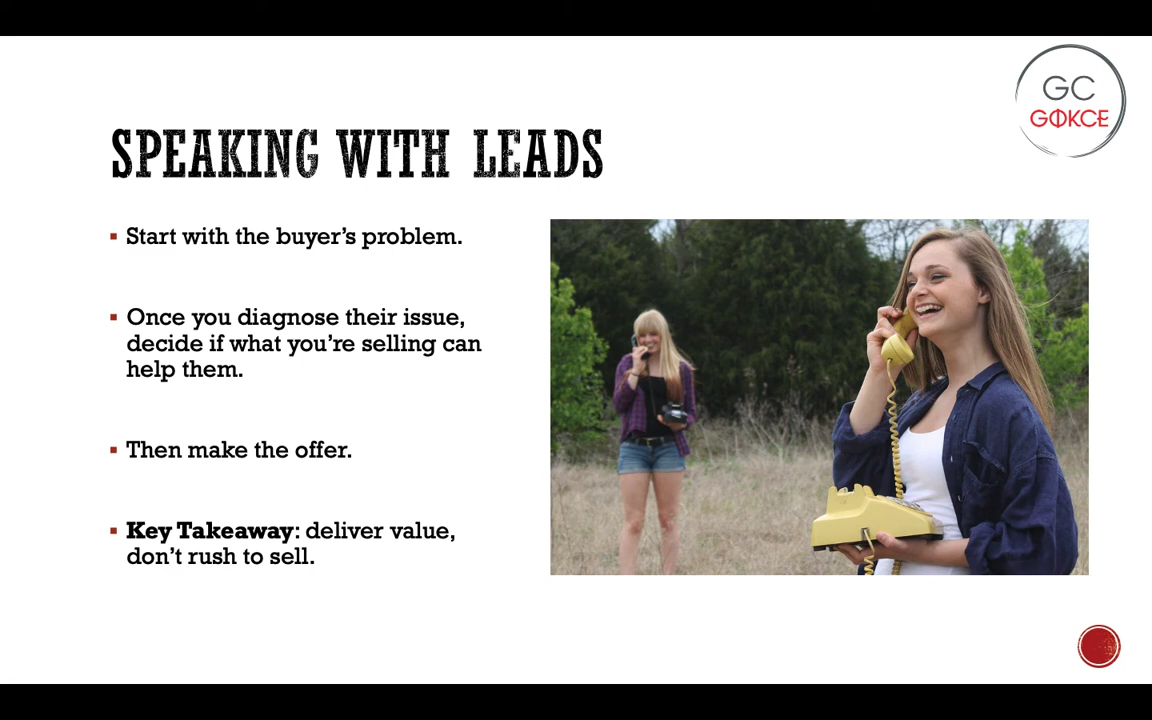 GC
GΦKCE
SPEAKING WITH LEADS
▪ Start with the buyer’s problem.
▪ Once you diagnose their issue,
decide if what you’re selling can
help them.
▪ Then make the offer.
▪ Key Takeaway: deliver value,
don’t rush to sell.